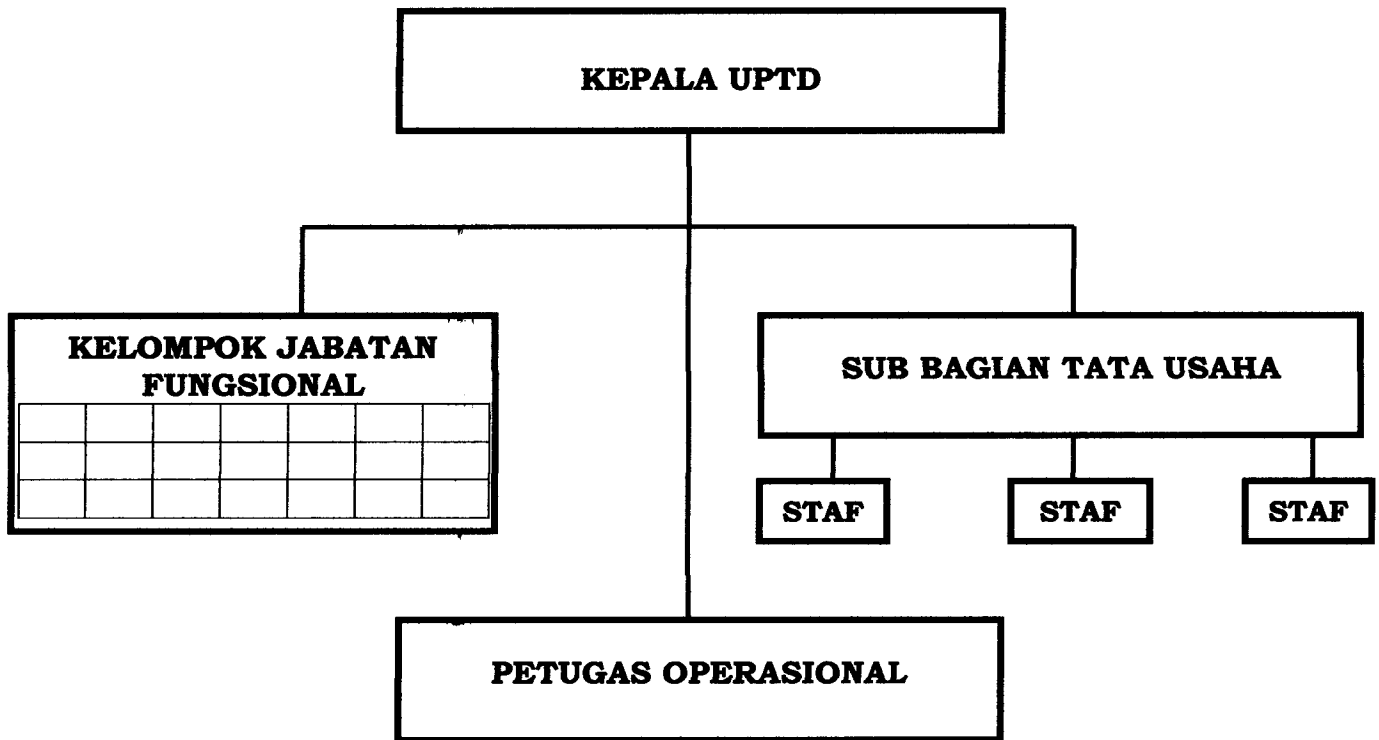 KEPALA UPTD
KELOMPOK JABATAN
FUNGSIONAL
SUB BAGIAN TATA USAHA
STAF
STAF
STAF
PETUGAS OPERASIONAL